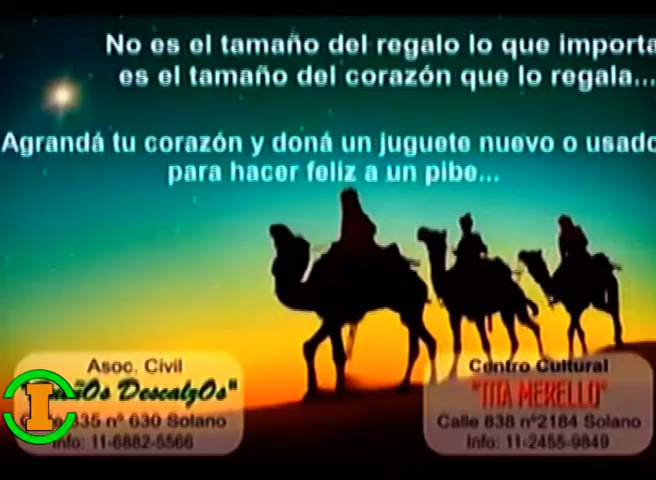 No es el tamaño del regalo lo que importa
es el tamaño del corazón que lo regala...
Agrandá tu corazón y doná un juguete nuevo o usado
para hacer feliz a un pibe...
Asoc. Civil
DescalzOs"
835 nº 630 Solano
Info: 11-6882-5566
Centro Cultural
"TITA MERELLO"
Calle 838 nº2184 Solano
Info: 11-2455-9849